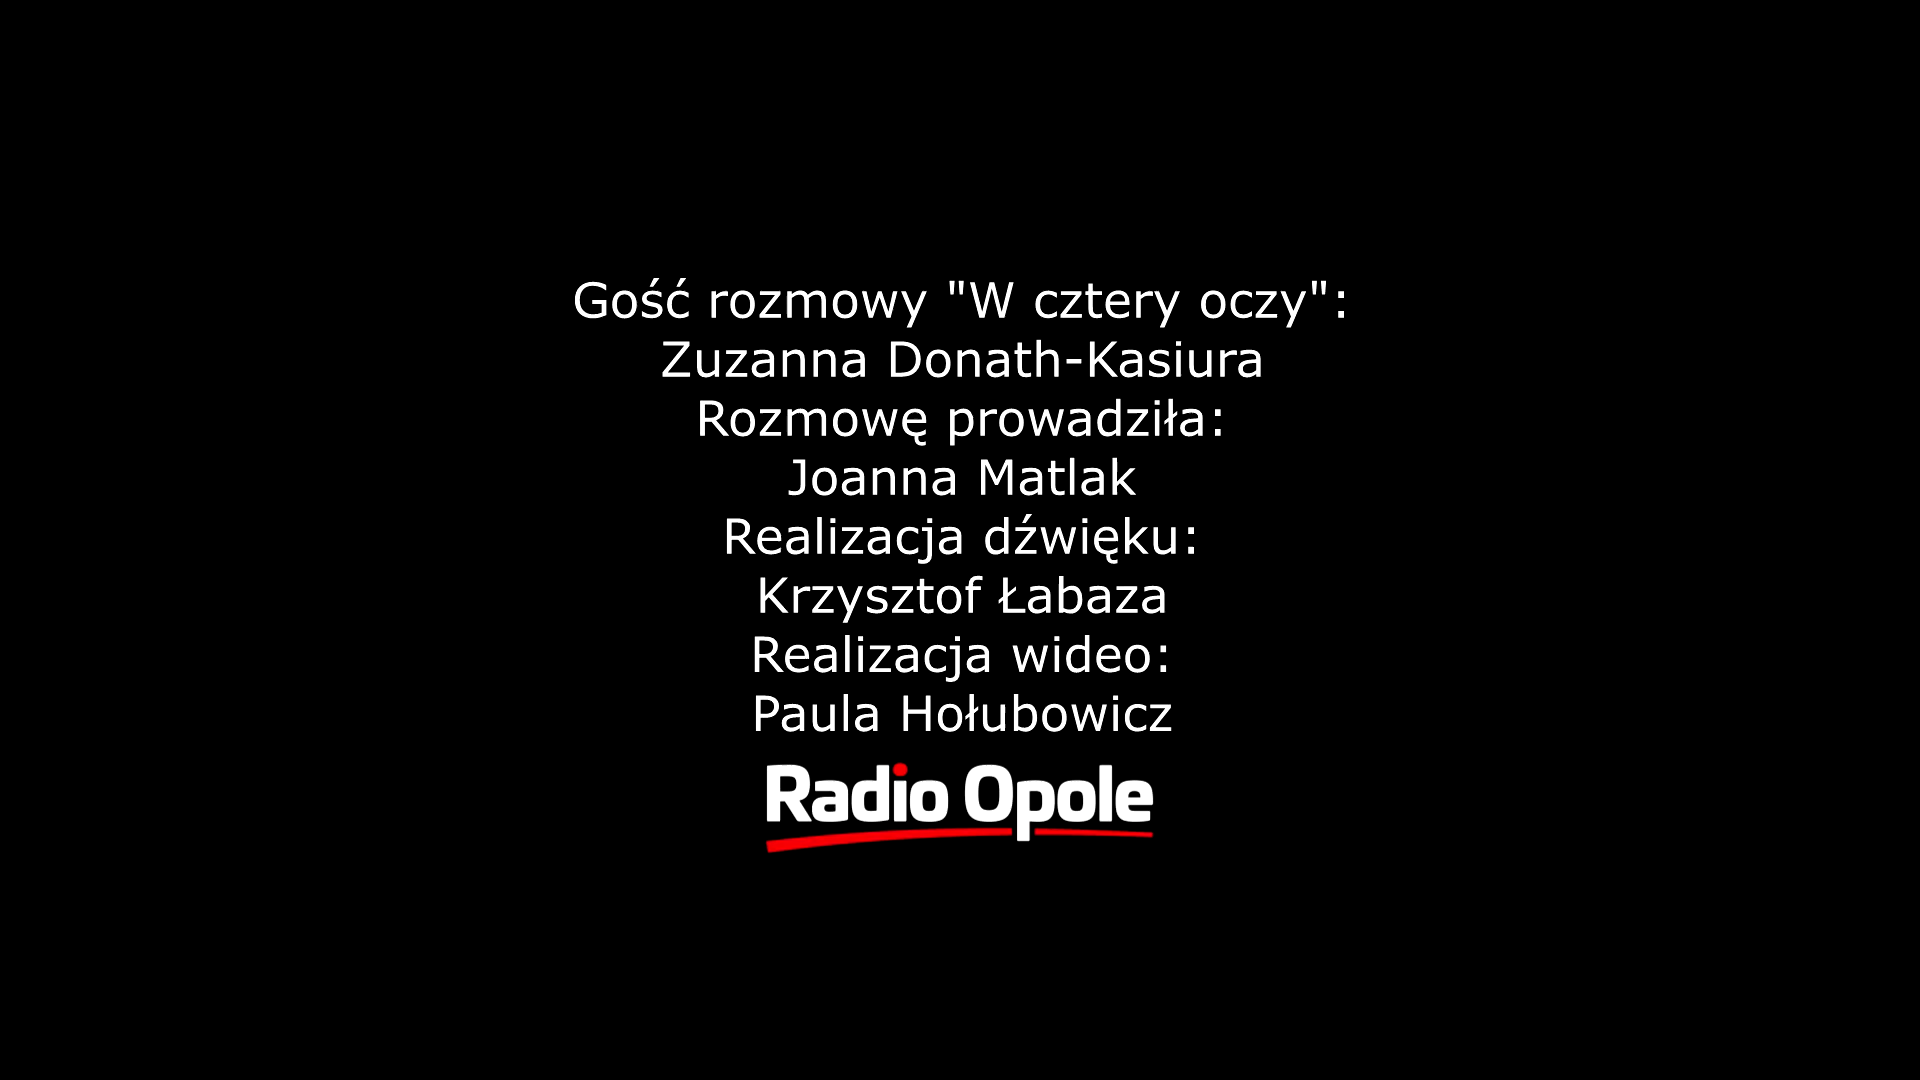 Gość rozmowy "W cztery oczy":
Zuzanna Donath-Kasiura
Rozmowę prowadziła:
Joanna Matlak
Realizacja dźwięku:
Krzysztof Łabaza
Realizacja wideo:
Paula Hołubowicz
Radio Opole